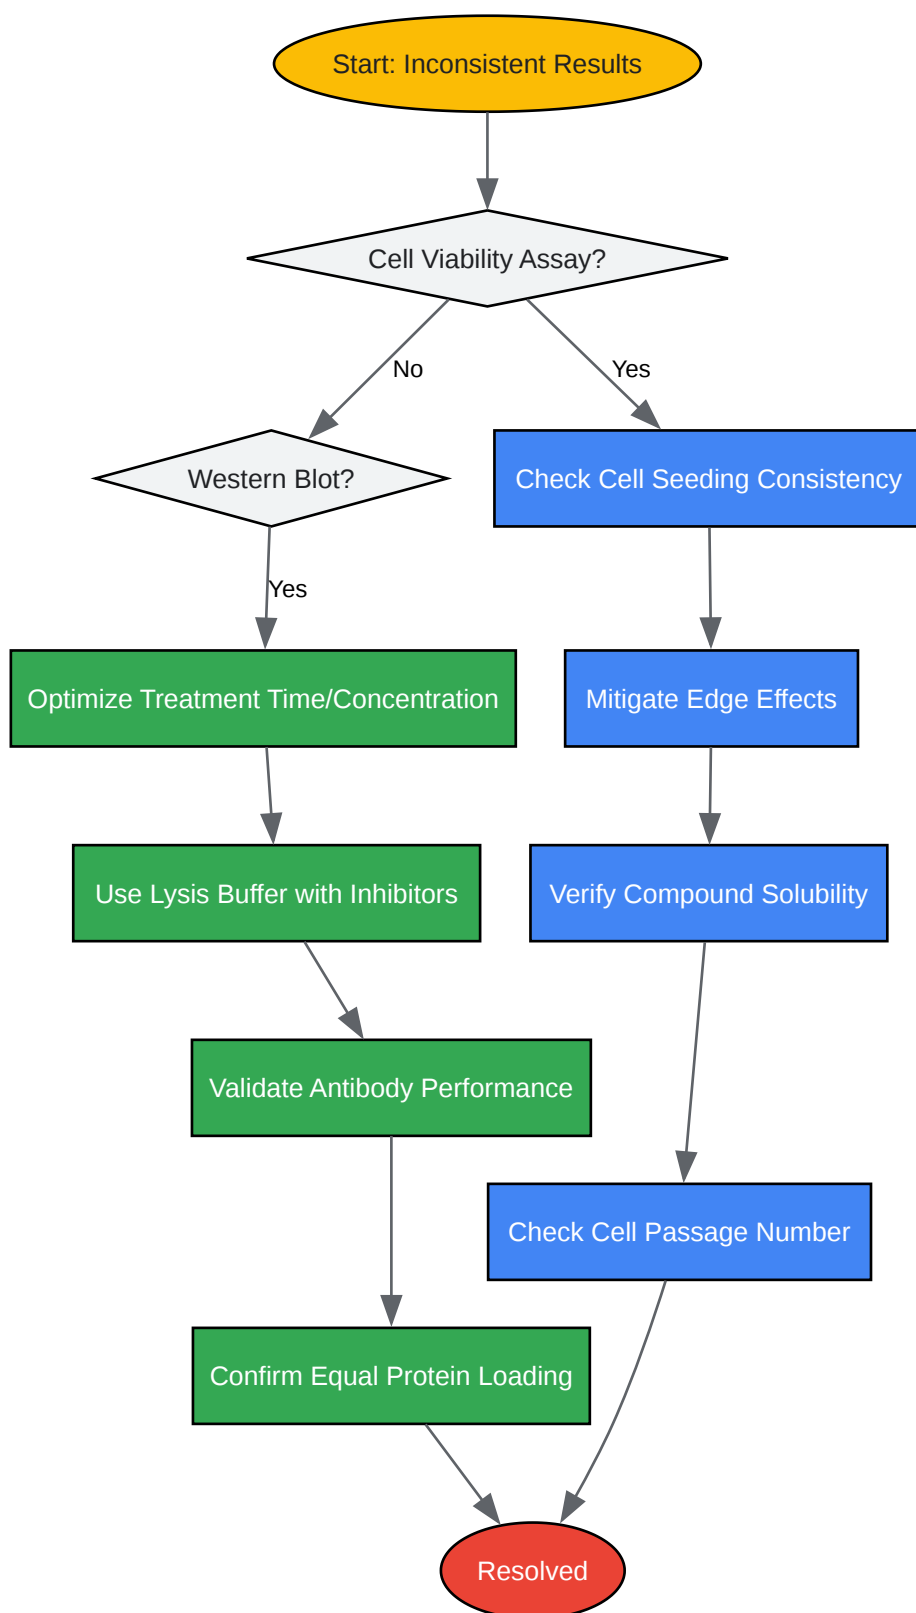 Start: Inconsistent Results
Cell Viability Assay?
No
Yes
Western Blot?
Check Cell Seeding Consistency
Yes
Optimize Treatment Time/Concentration
Mitigate Edge Effects
Use Lysis Buffer with Inhibitors
Verify Compound Solubility
Validate Antibody Performance
Check Cell Passage Number
Confirm Equal Protein Loading
Resolved